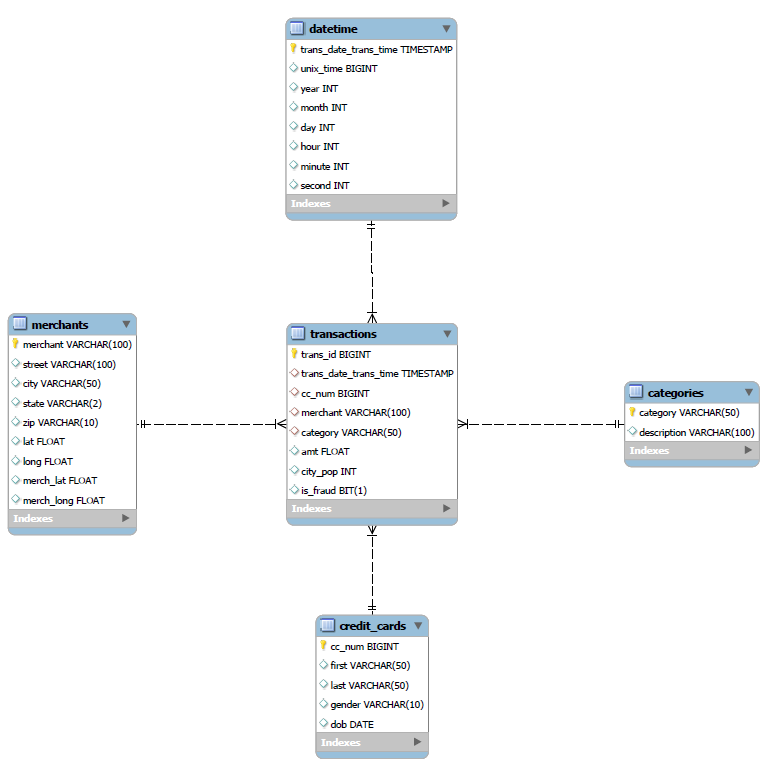 datetime
trans_date_trans_time TIMESTAMP
unix_time BIGINT
year INT
month INT
day INT
hour INT
minute INT
second INT
Indexes
merchants
merchant VARCHAR(100)
street VARCHAR(100)
city VARCHAR(50)
state VARCHAR(2)
zip VARCHAR(10)
lat FLOAT
long FLOAT
merch_lat FLOAT
merch_long FLOAT
Indexes
transactions
trans_id BIGINT
trans_date_trans_time TIMESTAMP
cc_num BIGINT
merchant VARCHAR(100)
category VARCHAR(50)
amt FLOAT
city_pop INT
is_fraud BIT(1)
Indexes
categories
category VARCHAR(50)
description VARCHAR(100)
Indexes
credit_cards
cc_num BIGINT
first VARCHAR(50)
last VARCHAR(50)
gender VARCHAR(10)
dob DATE
Indexes